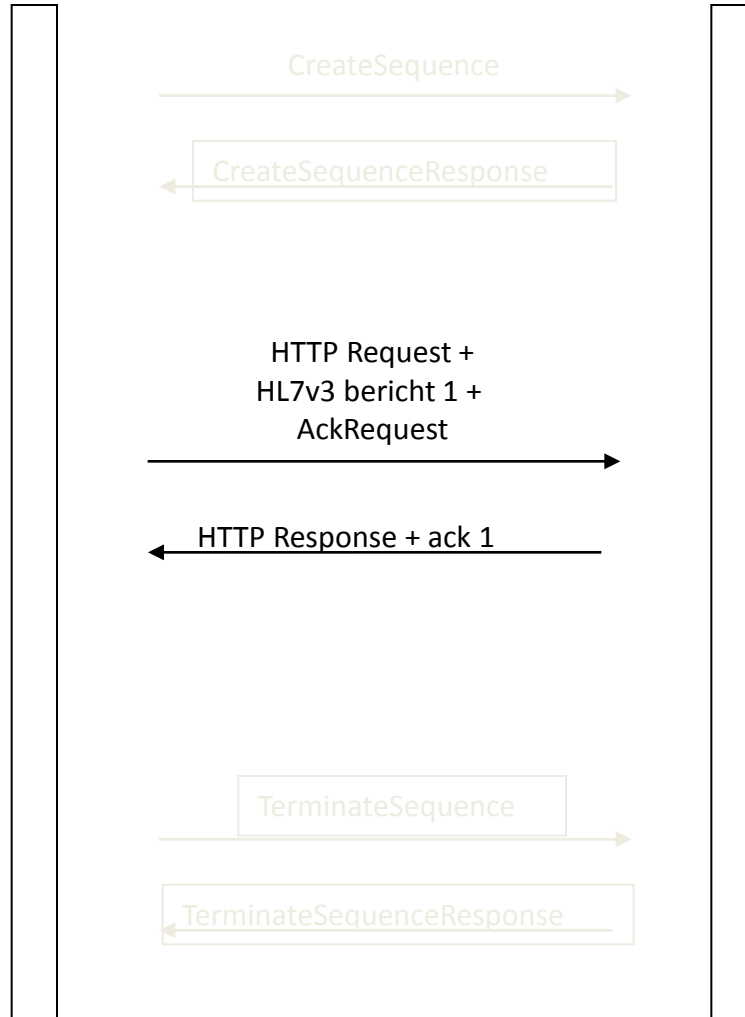 CreateSequence
CreateSequenceResponse
HTTP Request +
HL7v3 bericht 1 +
AckRequest
HTTP Response + ack 1
TerminateSequence
TerminateSequenceResponse